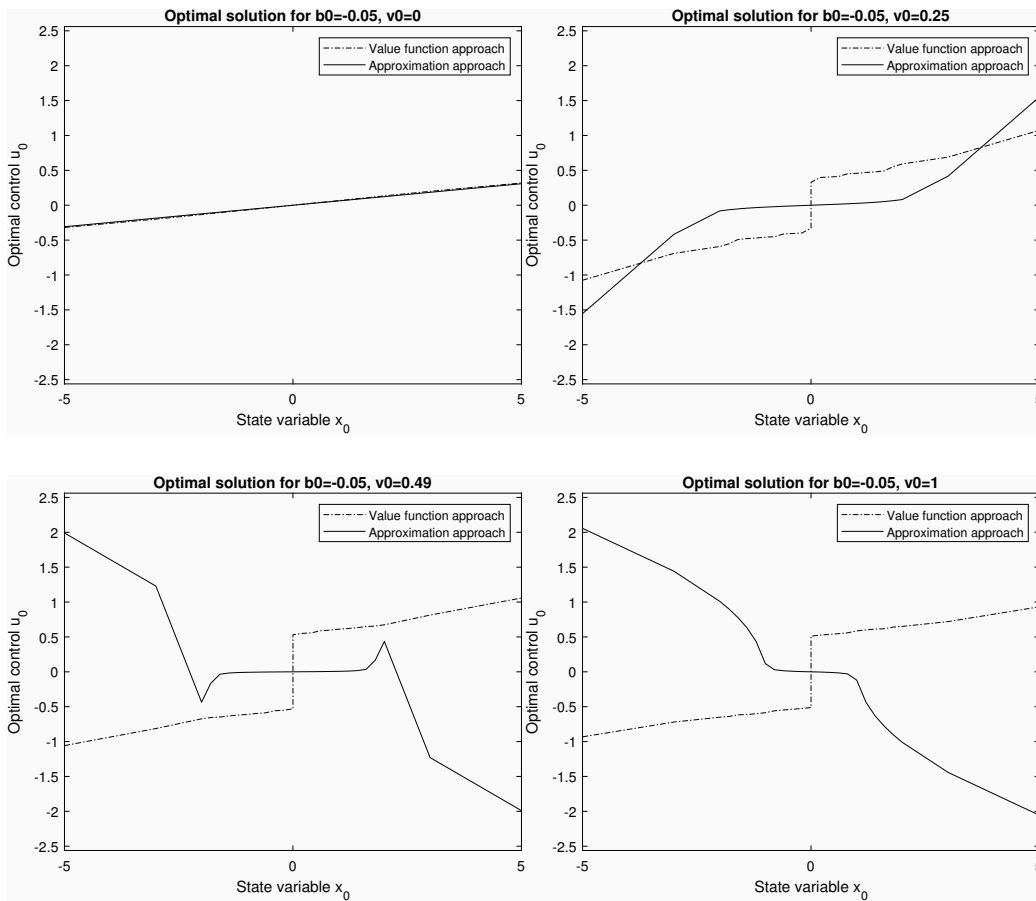 Optimal solution for b0=-0.05, v0=0
2.5
2
1.5
1
0.5
0
-0.5
-1
-1.5
-2
-2.5
Optimal control u0
Value function approach
Approximation approach
-5
0
5
State variable x0
Optimal solution for b0=-0.05, v0=0.25
2.5
2
1.5
1
0.5
0
-0.5
-1
-1.5
-2
-2.5
Optimal control u0
Value function approach
Approximation approach
-5
0
5
State variable x0
Optimal solution for b0=-0.05, v0=0.49
2.5
2
1.5
1
0.5
0
-0.5
-1
-1.5
-2
-2.5
Optimal control u0
Value function approach
Approximation approach
-5
0
5
State variable x0
Optimal solution for b0=-0.05, v0=1
2.5
2
1.5
1
0.5
0
-0.5
-1
-1.5
-2
-2.5
Optimal control u0
Value function approach
Approximation approach
-5
0
5
State variable x0